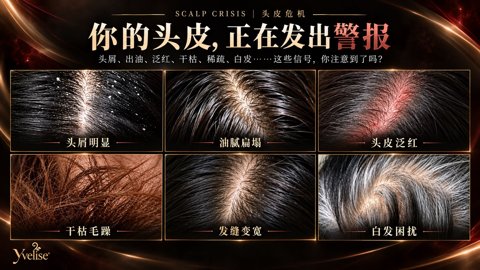 SCALP CRISIS | 头皮危机
你的头皮,正在发出警报
头屑、出油、泛红、干枯、稀疏、白发……这些信号,你注意到了吗?
头屑明显
油腻扁塌
头皮泛红
干枯毛躁
发缝变宽
白发困扰
Yvelise